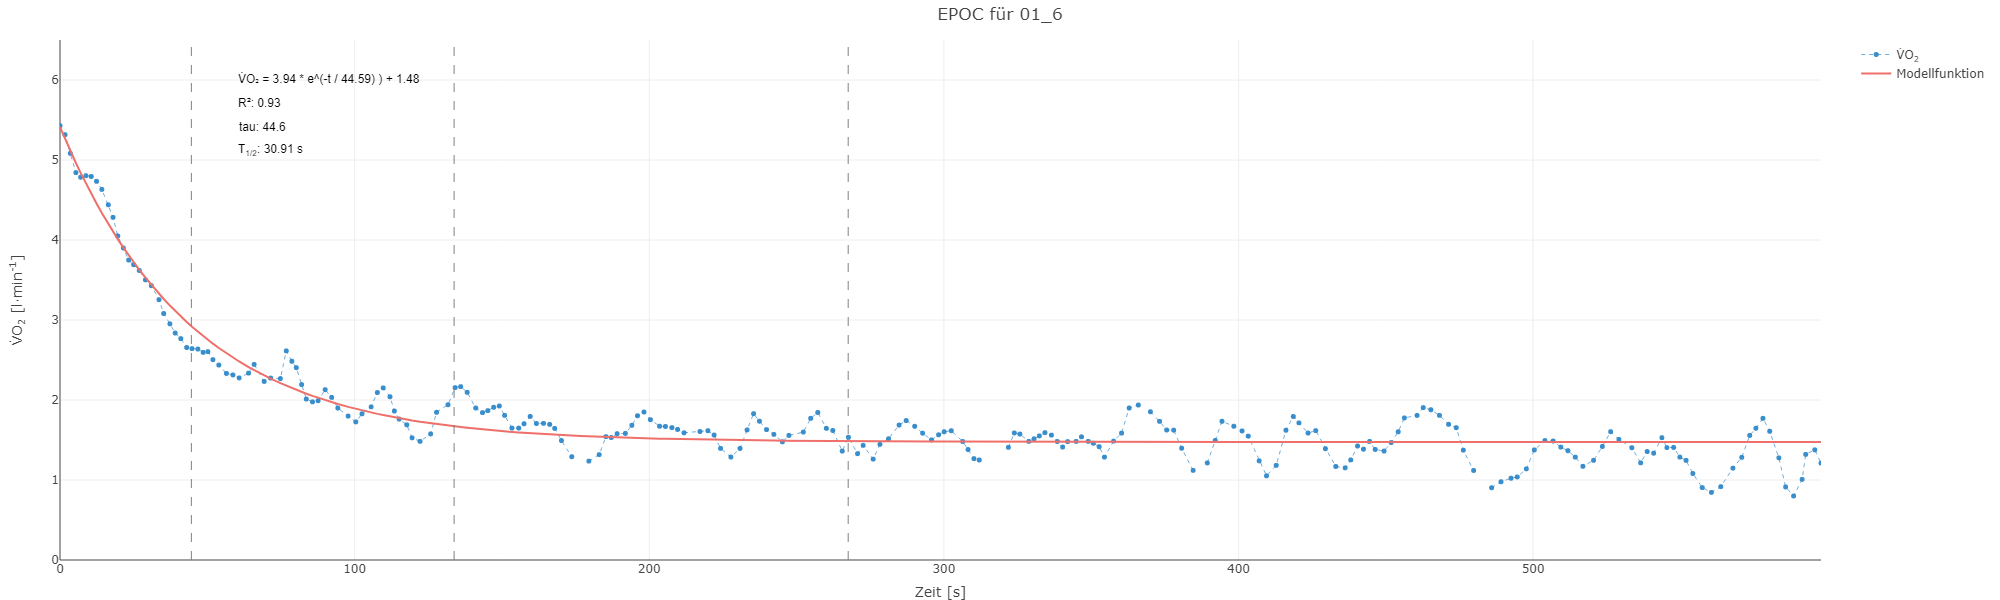 EPOC für 01_6
V̇O₂ = 3.94 * e^(-t / 44.59) ) + 1.48
R²: 0.93
tau: 44.6
T1/2: 30.91 s
V̇O₂
Modellfunktion
V̇O₂ [l·min⁻¹]
6
5
4
3
2
1
0
0 100 200 300 400 500
Zeit [s]